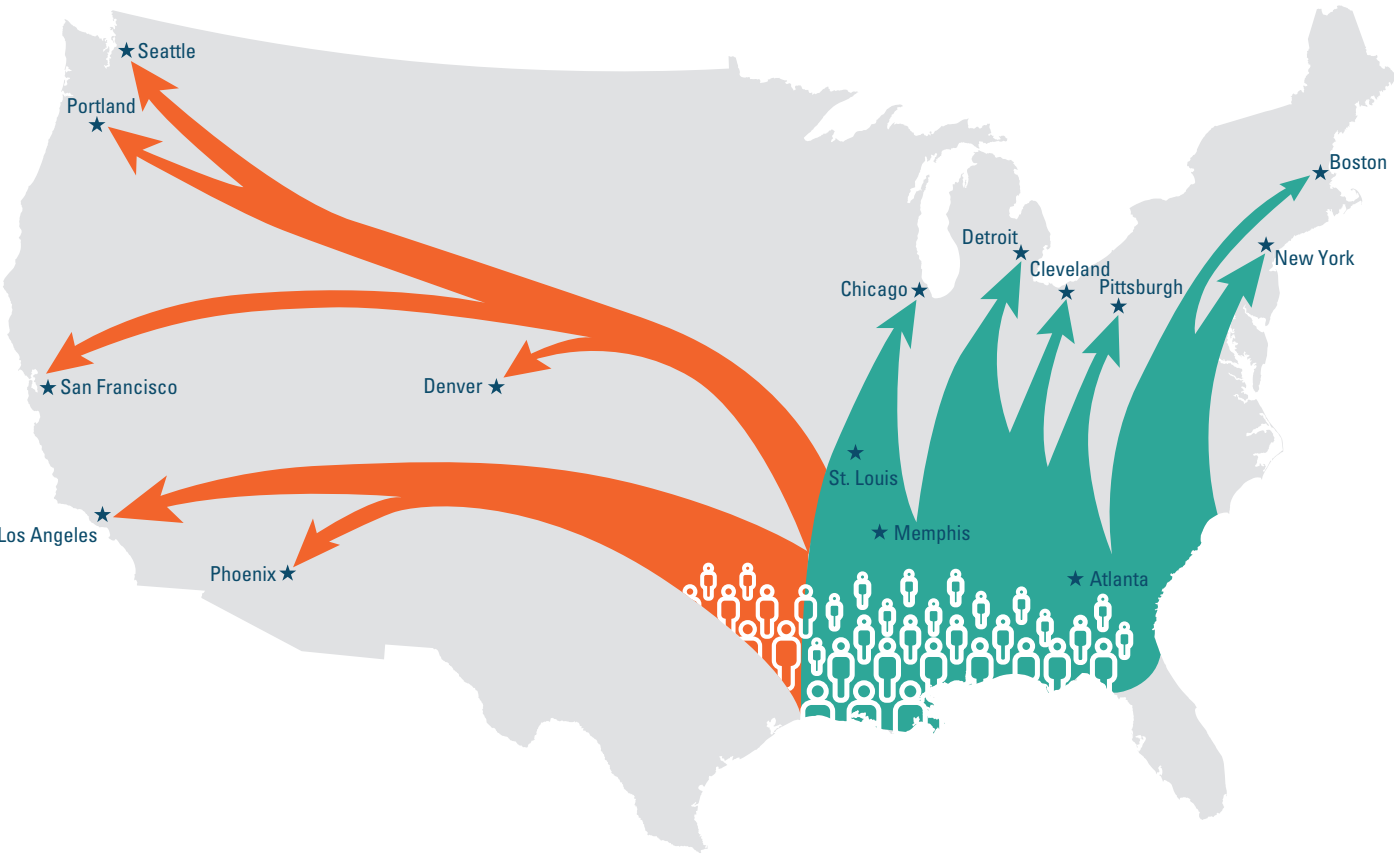 Seattle
Portland
Boston
Detroit
New York
Cleveland
Chicago
Pittsburgh
San Francisco
Denver
St. Louis
Memphis
Los Angeles
Phoenix
Atlanta